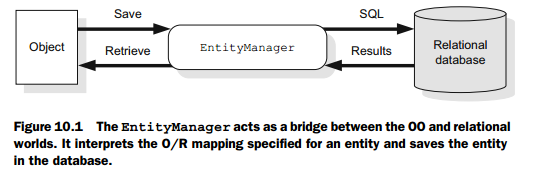 Save
SQL
Object
EntityManager
Relational
database
Retrieve
Results
Figure 10.1 The EntityManager acts as a bridge between the OO and relational
worlds. It interprets the O/R mapping specified for an entity and saves the entity
in the database.